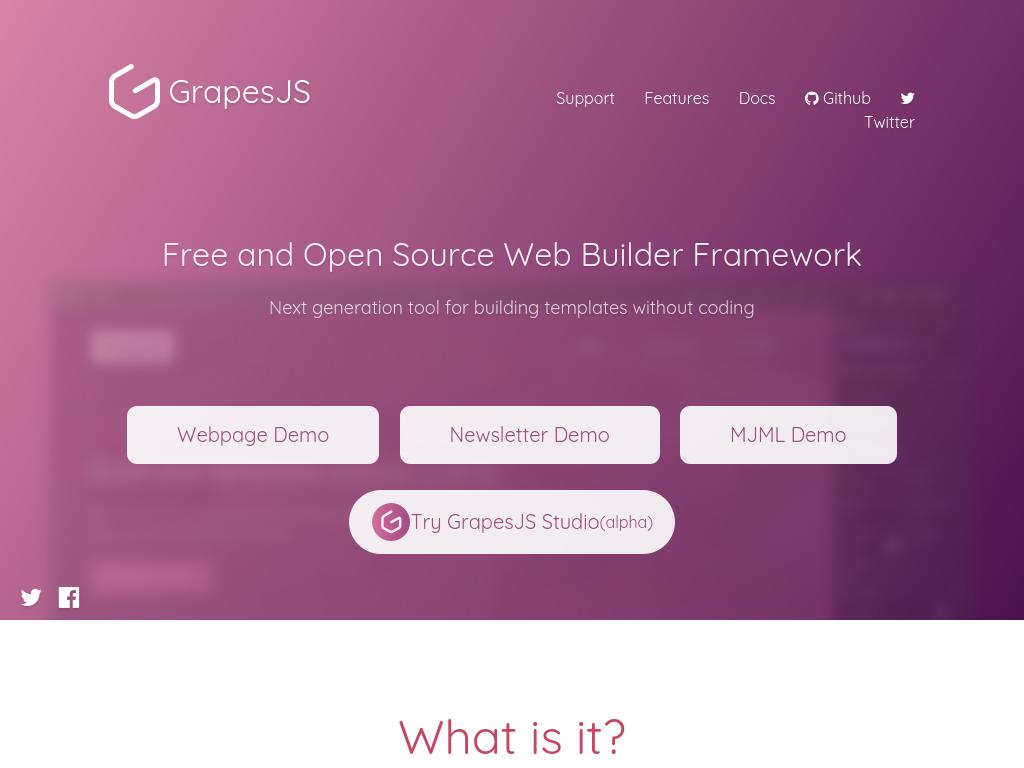 GrapesJS
Support Features Docs Github
Twitter
Free and Open Source Web Builder Framework
Next generation tool for building templates without coding
Webpage Demo Newsletter Demo MJML Demo
Try GrapesJS Studio(alpha)
What is it?